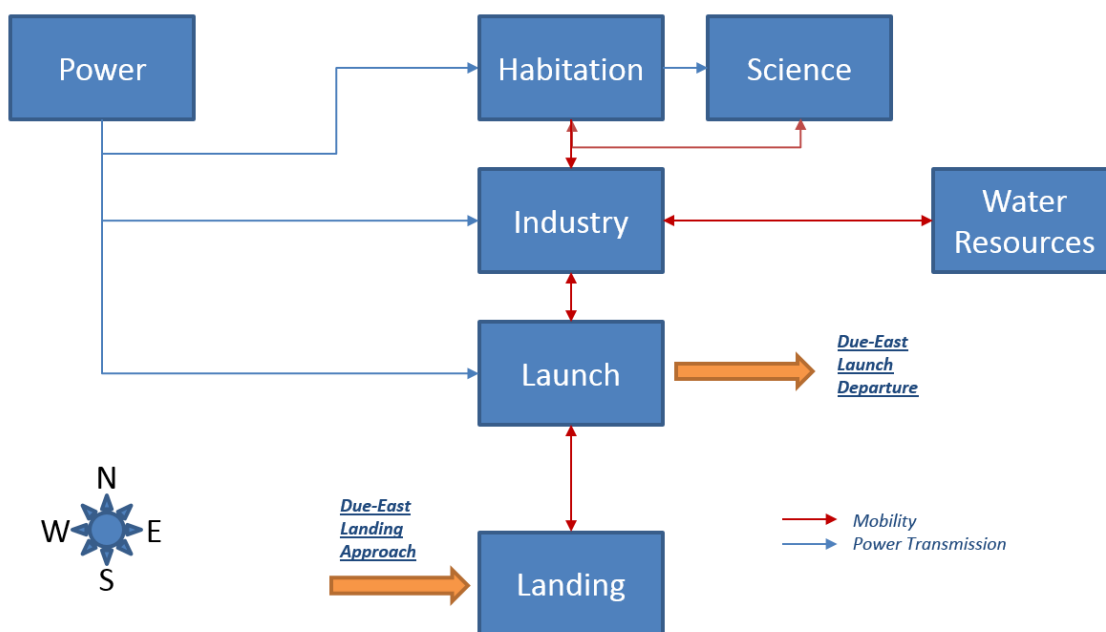 Power
Habitation
Science
Industry
Water
Resources
Launch
Due-East
Launch
Departure
N
W
E
S
Due-East
Landing
Approach
Landing
Mobility
Power Transmission